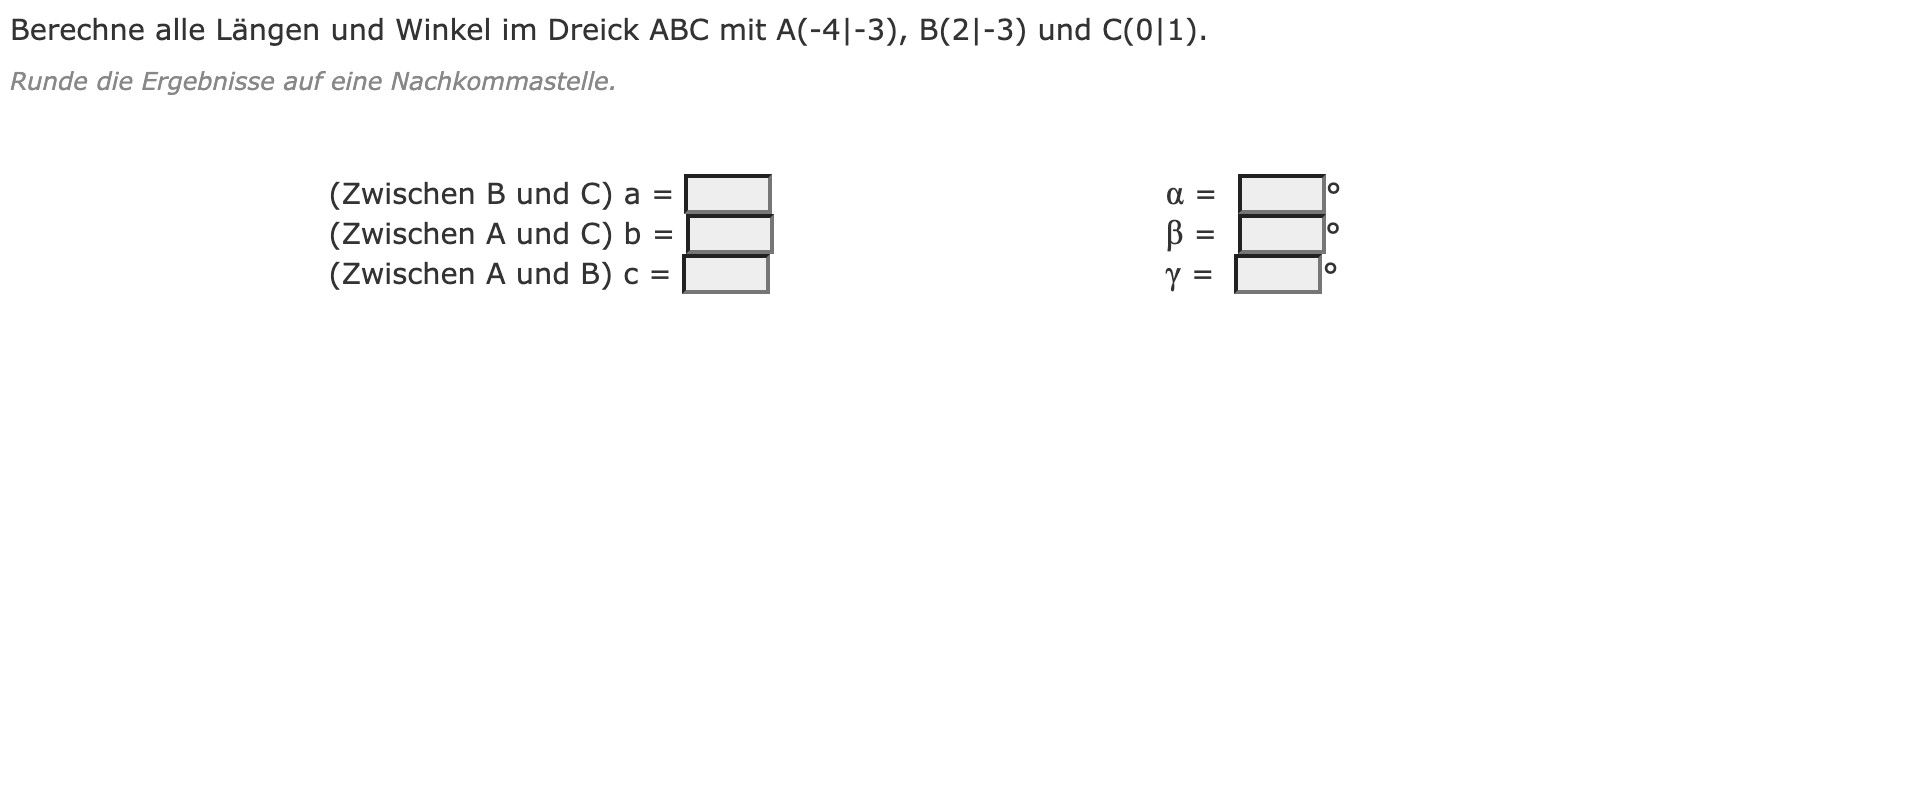 Berechne alle Längen und Winkel im Dreick ABC mit A(-4|-3), B(2|-3) und C(0|1).
Runde die Ergebnisse auf eine Nachkommastelle.
(Zwischen B und C) a = α = °
(Zwischen A und C) b = β = °
(Zwischen A und B) c = γ = °